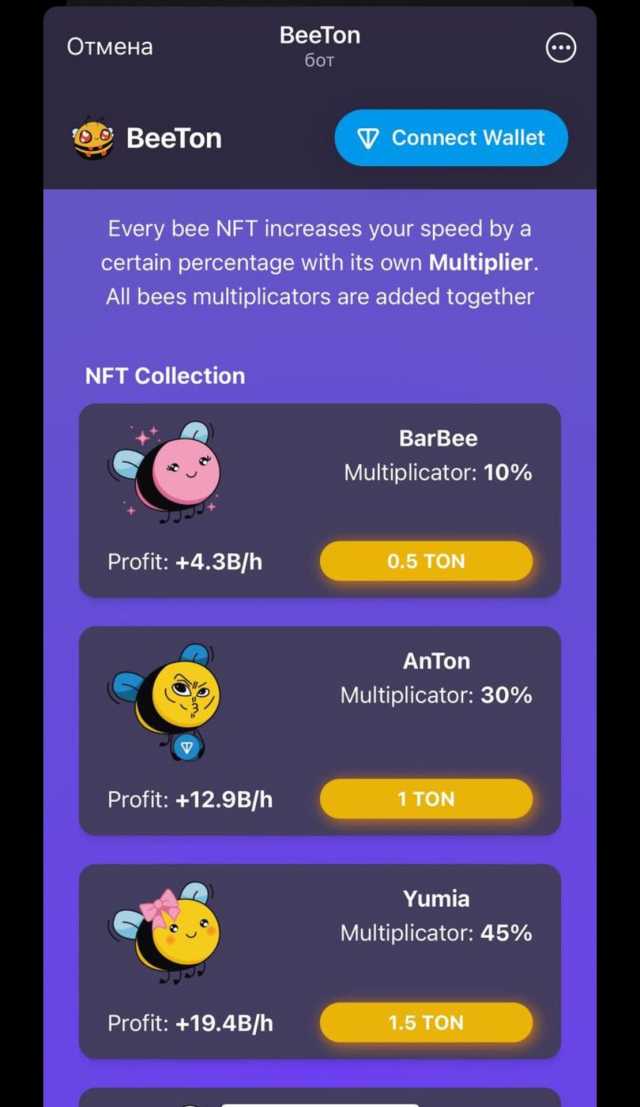 Отмена
BeeTon
бот
BeeTon
Connect Wallet
Every bee NFT increases your speed by a
certain percentage with its own Multiplier.
All bees multiplicators are added together
NFT Collection
BarBee
Multiplicator: 10%
Profit: +4.3B/h
0.5 TON
AnTon
Multiplicator: 30%
Profit: +12.9B/h
1 TON
Yumia
Multiplicator: 45%
Profit: +19.4B/h
1.5 TON